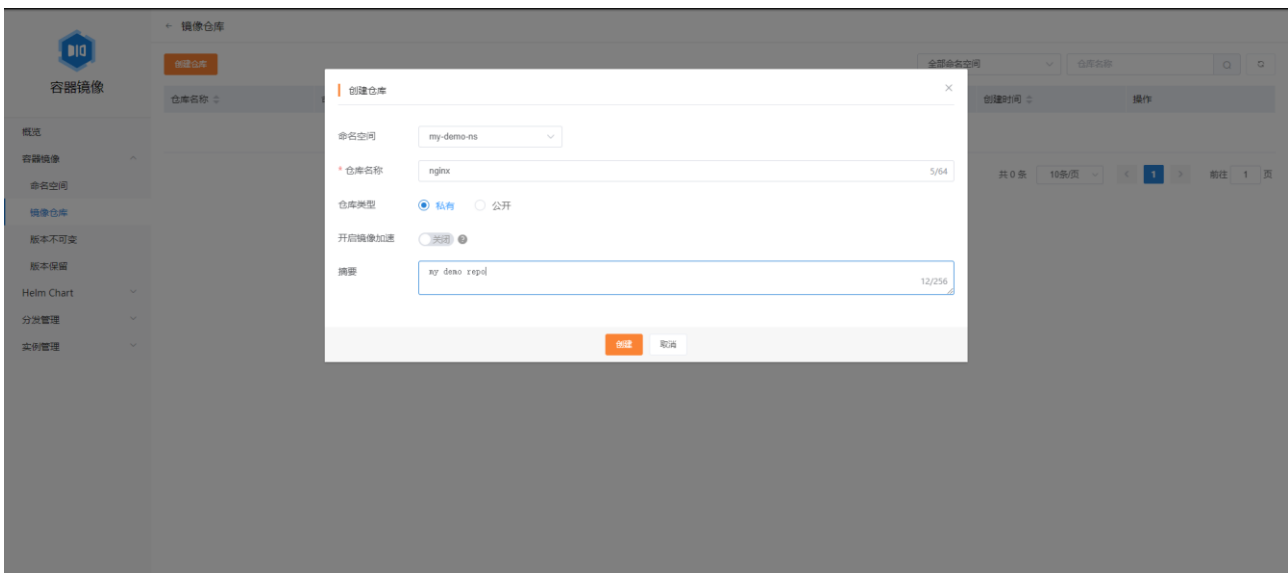 ← 镜像仓库
容器镜像
创建仓库
全部命名空间
仓库名称
仓库名称
创建时间
操作
概览
容器镜像
命名空间
镜像仓库
版本不可变
版本保留
Helm Chart
分发管理
实例管理
创建仓库
命名空间
my-demo-ns
* 仓库名称
nginx
5/64
仓库类型
私有
公开
开启镜像加速
关闭
摘要
my demo repo
12/256
创建
取消
共 0 条
10条/页
1
前往 1 页